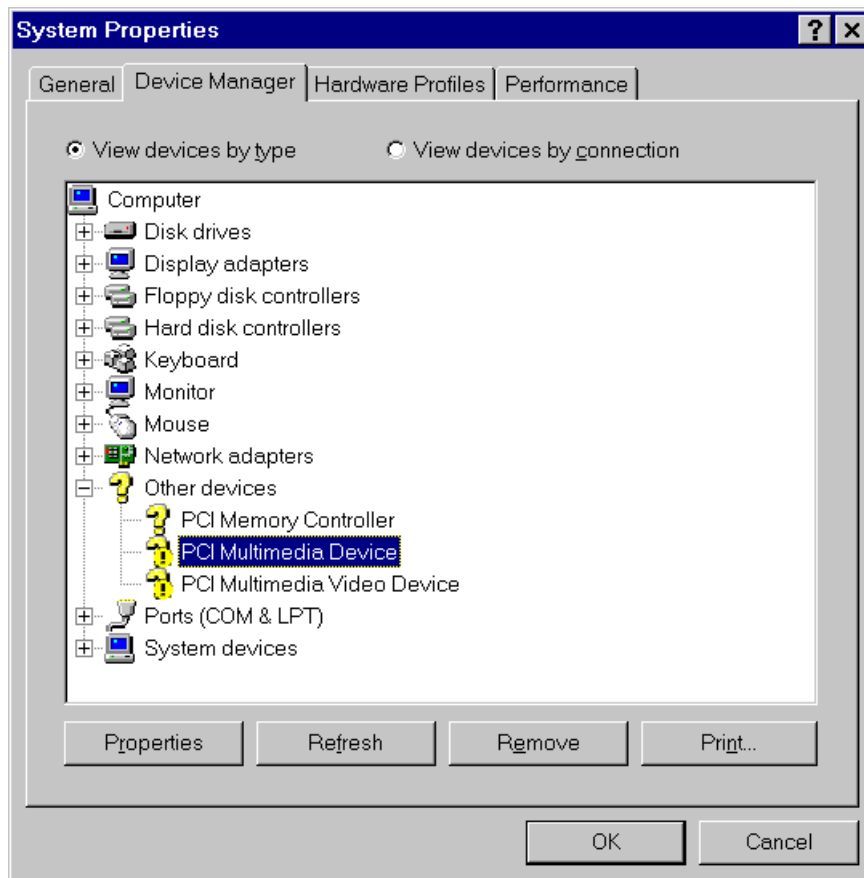 System Properties
General Device Manager Hardware Profiles Performance
View devices by type View devices by connection
Computer
Disk drives
Display adapters
Floppy disk controllers
Hard disk controllers
Keyboard
Monitor
Mouse
Network adapters
Other devices
PCI Memory Controller
PCI Multimedia Device
PCI Multimedia Video Device
Ports (COM & LPT)
System devices
Properties Refresh Remove Print...
OK Cancel